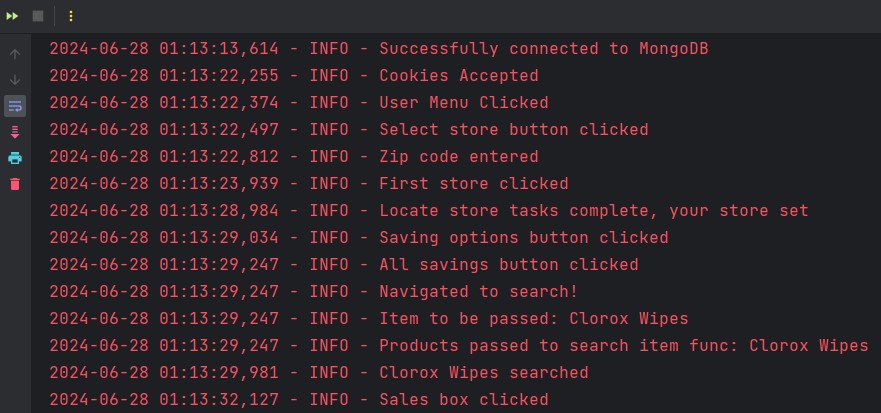 2024-06-28 01:13:13,614 - INFO - Successfully connected to MongoDB
2024-06-28 01:13:22,255 - INFO - Cookies Accepted
2024-06-28 01:13:22,374 - INFO - User Menu Clicked
2024-06-28 01:13:22,497 - INFO - Select store button clicked
2024-06-28 01:13:22,812 - INFO - Zip code entered
2024-06-28 01:13:23,939 - INFO - First store clicked
2024-06-28 01:13:28,984 - INFO - Locate store tasks complete, your store set
2024-06-28 01:13:29,034 - INFO - Saving options button clicked
2024-06-28 01:13:29,247 - INFO - All savings button clicked
2024-06-28 01:13:29,247 - INFO - Navigated to search!
2024-06-28 01:13:29,247 - INFO - Item to be passed: Clorox Wipes
2024-06-28 01:13:29,247 - INFO - Products passed to search item func: Clorox Wipes
2024-06-28 01:13:29,981 - INFO - Clorox Wipes searched
2024-06-28 01:13:32,127 - INFO - Sales box clicked